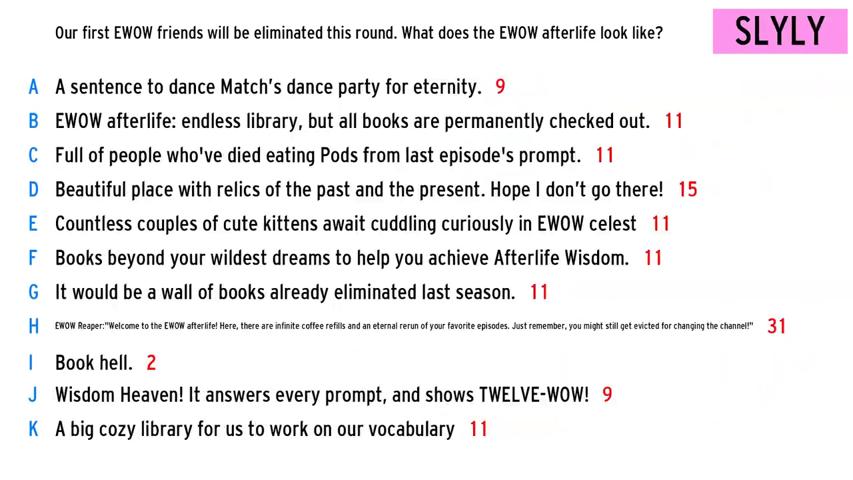 Our first EWOW friends will be eliminated this round. What does the EWOW afterlife look like?
SLYLY
A A sentence to dance Match's dance party for eternity. 9
B EWOW afterlife: endless library, but all books are permanently checked out. 11
C Full of people who've died eating Pods from last episode's prompt. 11
D Beautiful place with relics of the past and the present. Hope I don't go there! 15
E Countless couples of cute kittens await cuddling curiously in EWOW celest 11
F Books beyond your wildest dreams to help you achieve Afterlife Wisdom. 11
G It would be a wall of books already eliminated last season. 11
H EWOW Reaper:"Welcome to the EWOW afterlife! Here, there are infinite coffee refills and an eternal rerun of your favorite episodes. Just remember, you might still get evicted for changing the channel!" 31
I Book hell. 2
J Wisdom Heaven! It answers every prompt, and shows TWELVE-WOW! 9
K A big cozy library for us to work on our vocabulary 11